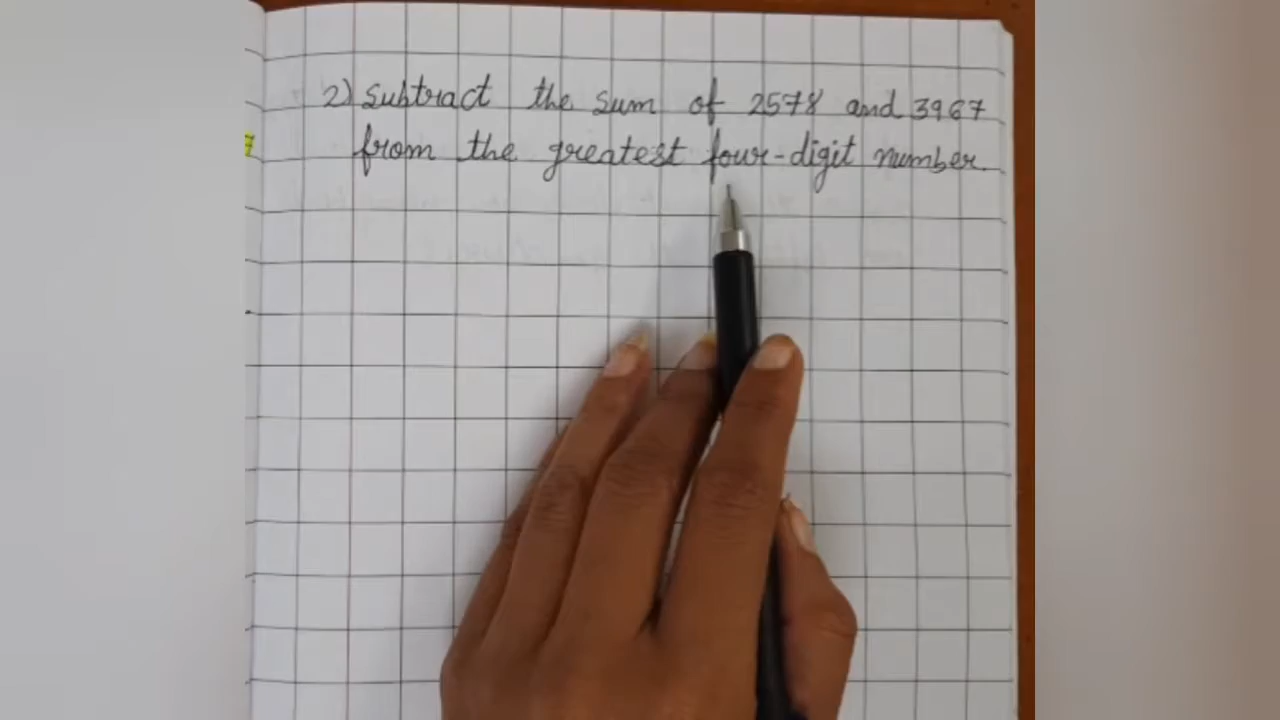 2) Subtract the sum of 2578 and 3967
from the greatest four-digit number.